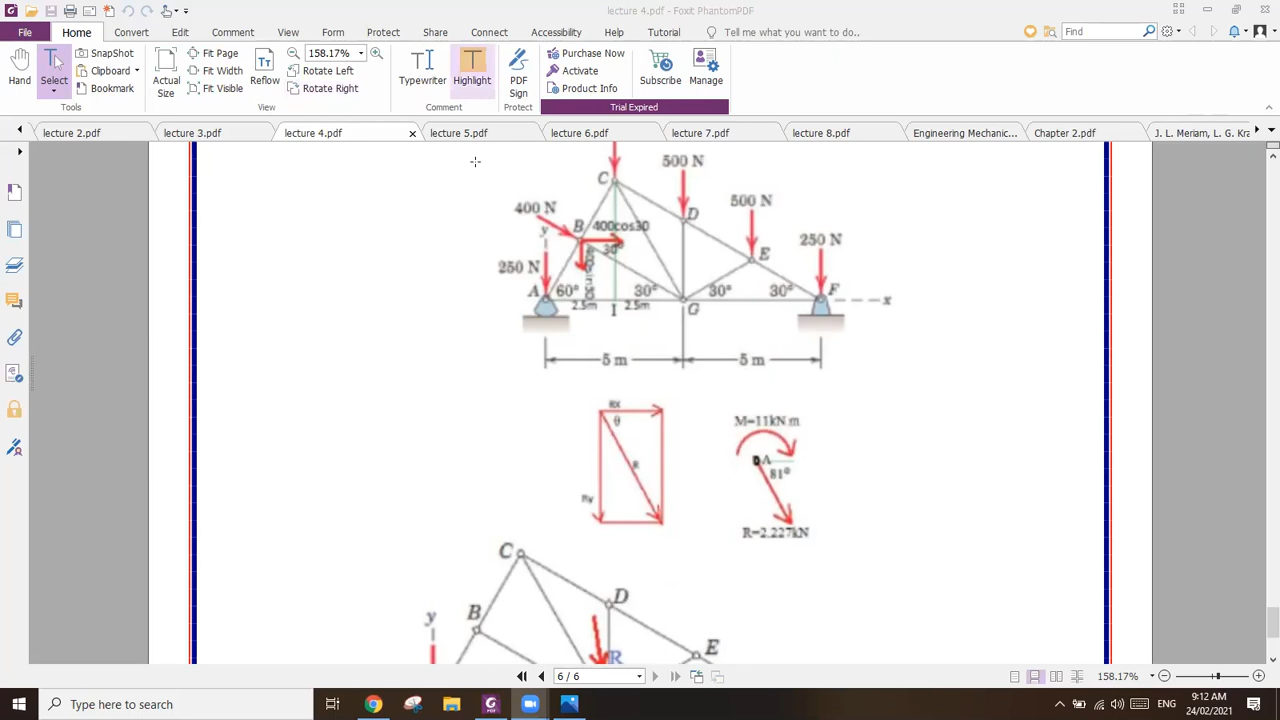 lecture 4.pdf - Foxit PhantomPDF
File Home Convert Edit Organize Comment View Form Protect Share Connect Accessibility Help Tutorial Tell me what you want to do.. Find
Hand
Select
SnapShot
Clipboard
Bookmark
Tools
Actual Size
Fit Page
Fit Width
Fit Visible
Reflow
158.17%
Rotate Left
Rotate Right
View
Typewriter
Highlight
Comment
PDF Sign
Protect
Purchase Now
Activate
Product Info
Trial Expired
Subscribe
Manage
lecture 2.pdf lecture 3.pdf lecture 4.pdf lecture 5.pdf lecture 6.pdf lecture 7.pdf lecture 8.pdf Engineering Mechanic... Chapter 2.pdf J. L. Meriam, L. G. Kra
500 N
C
400 N
500 N
B 400cos30
D
y
30°
250 N
250 N
E
A 60° 30° 30° 30° F
x
2.5m I 2.5m G
5 m 5 m
RX
θ
R
Ry
M=11kN m
A
81°
R=2.227kN
C
D
B
y
E
R
6 / 6
158.17%
Type here to search
ENG
9:12 AM
24/02/2021